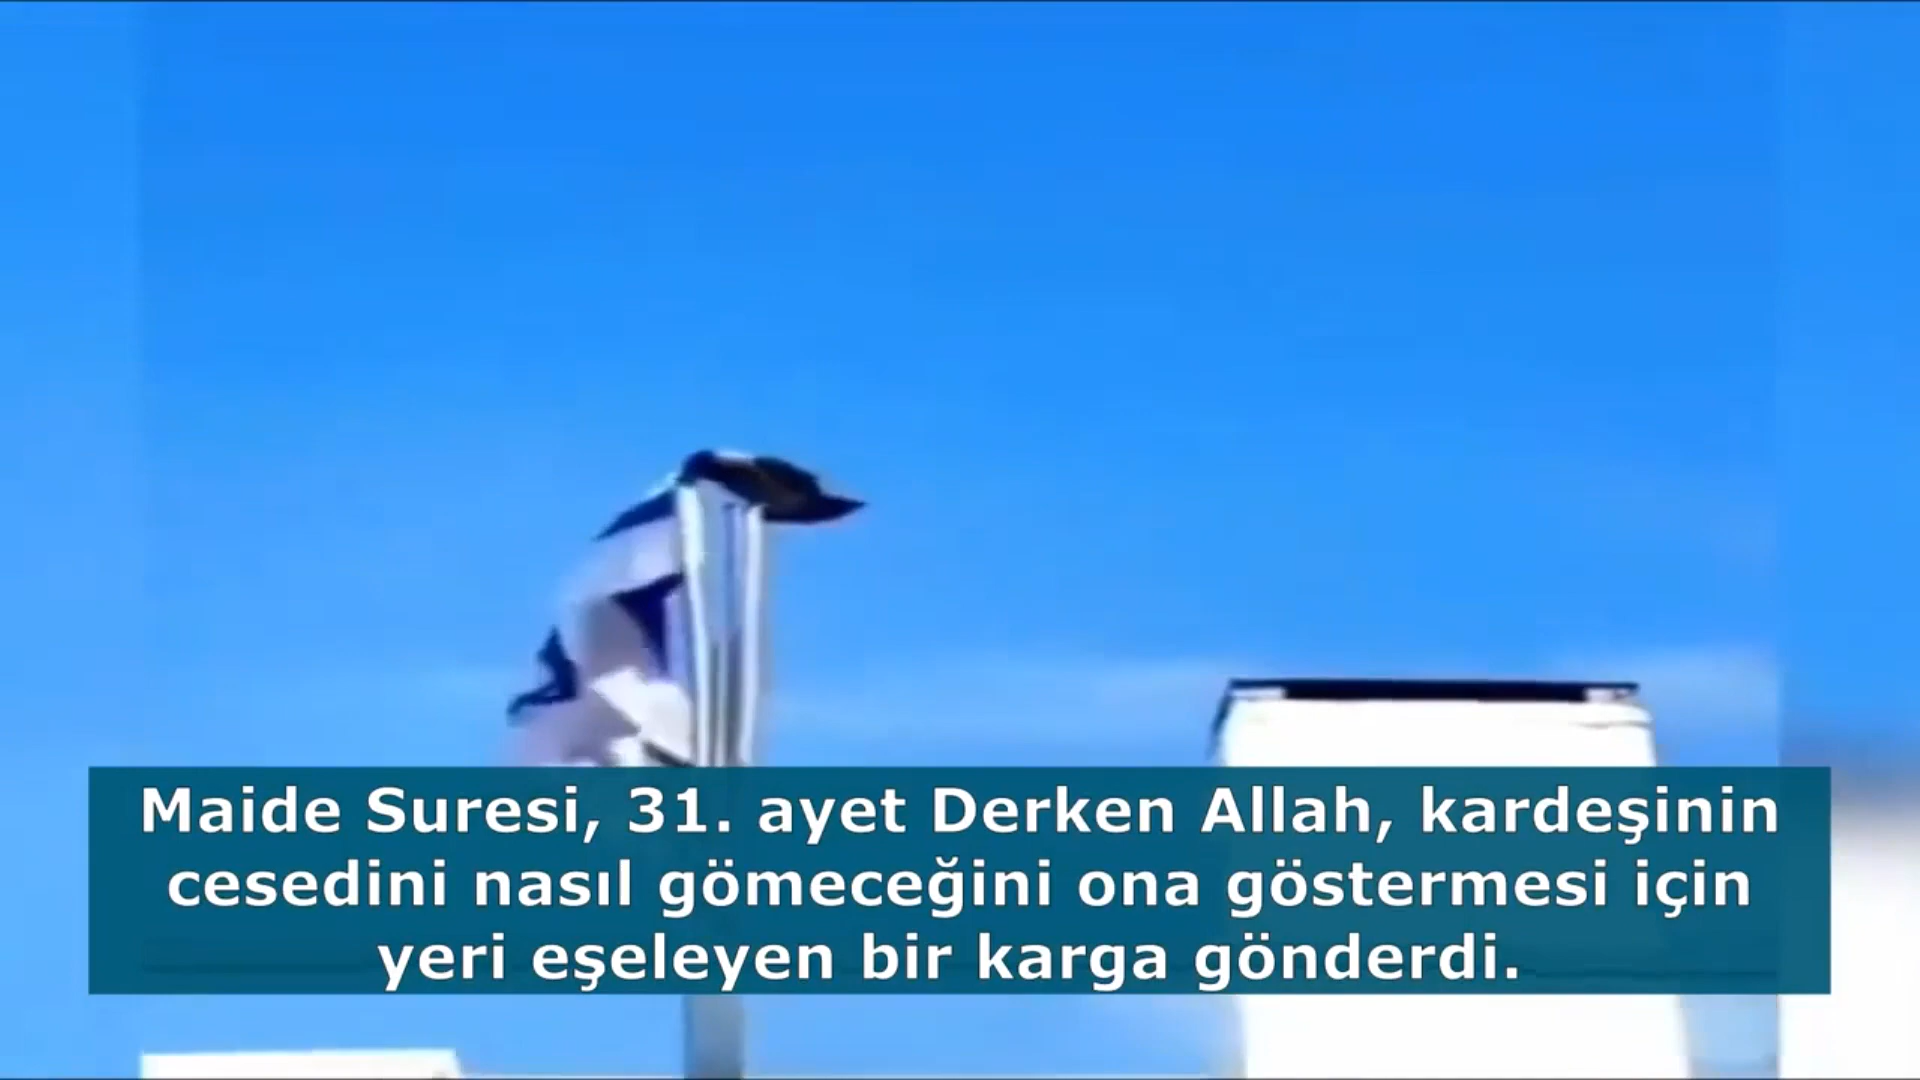 Maide Suresi, 31. ayet Derken Allah, kardeşinin
cesedini nasıl gömeceğini ona göstermesi için
yeri eşeleyen bir karga gönderdi.